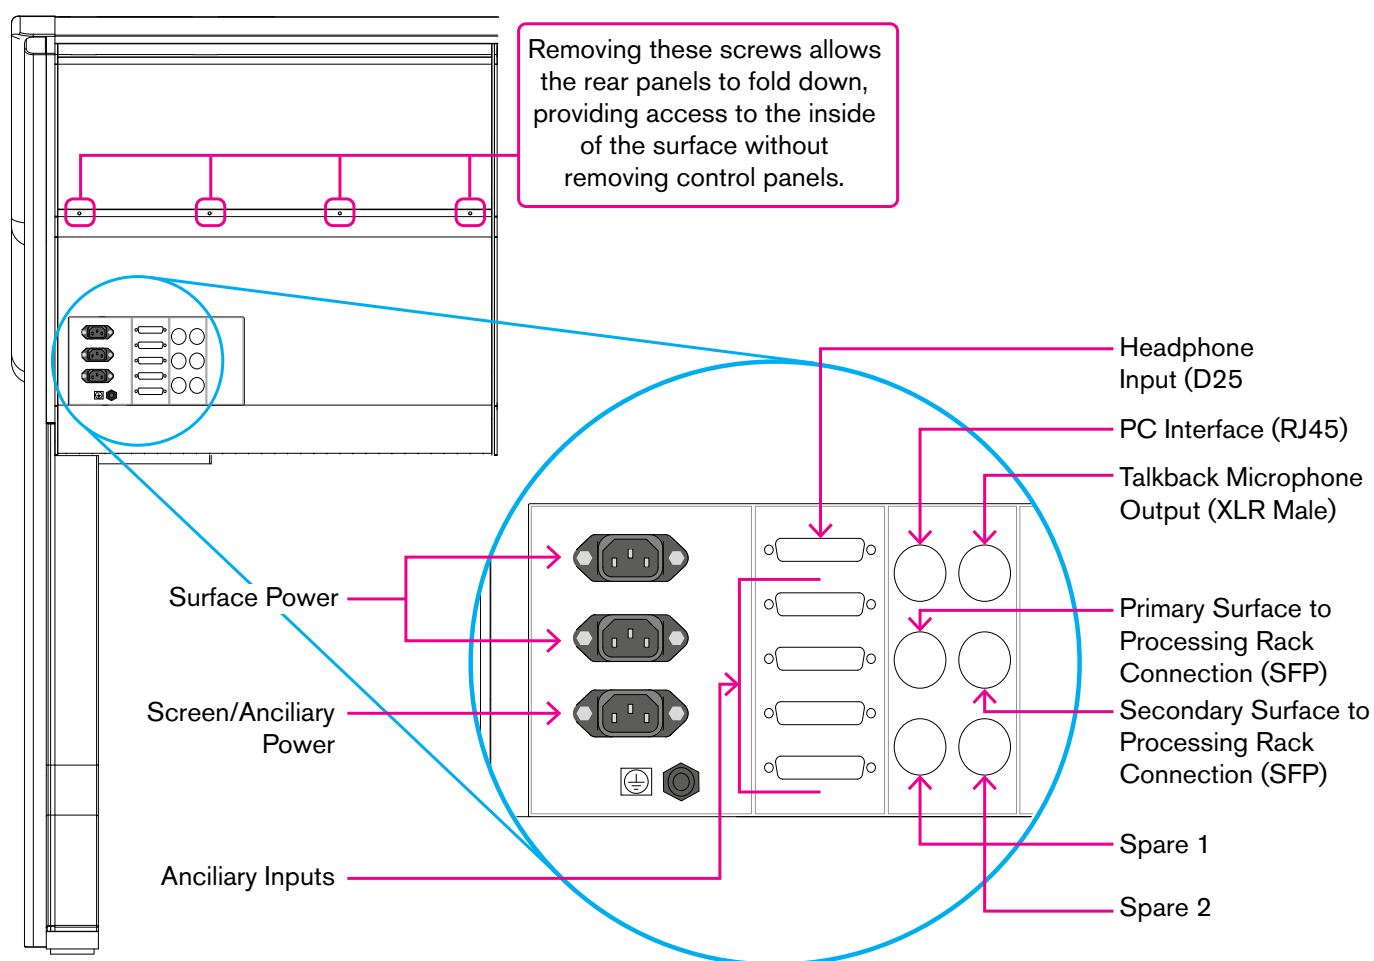 Removing these screws allows
the rear panels to fold down,
providing access to the inside
of the surface without
removing control panels.
Headphone
Input (D25
PC Interface (RJ45)
Talkback Microphone
Output (XLR Male)
Surface Power
Primary Surface to
Processing Rack
Connection (SFP)
Screen/Anciliary
Power
Secondary Surface to
Processing Rack
Connection (SFP)
Anciliary Inputs
Spare 1
Spare 2